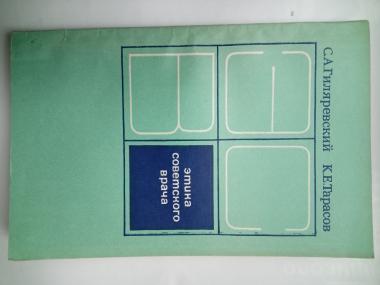 С.А.Гиляревский К.Е.Тарасов
Э С
В
этика
советского
врача